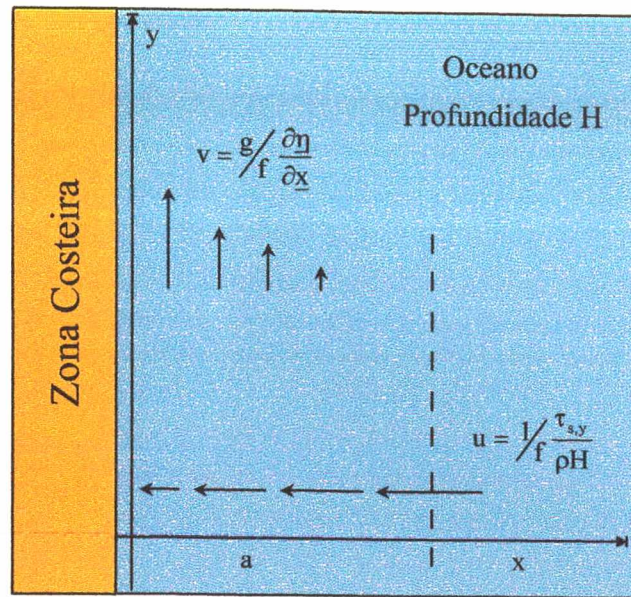 Zona Costeira
y
Oceano
Profundidade H
v = g/f ∂η/∂x
u = 1/f τs,y/ρH
a
x